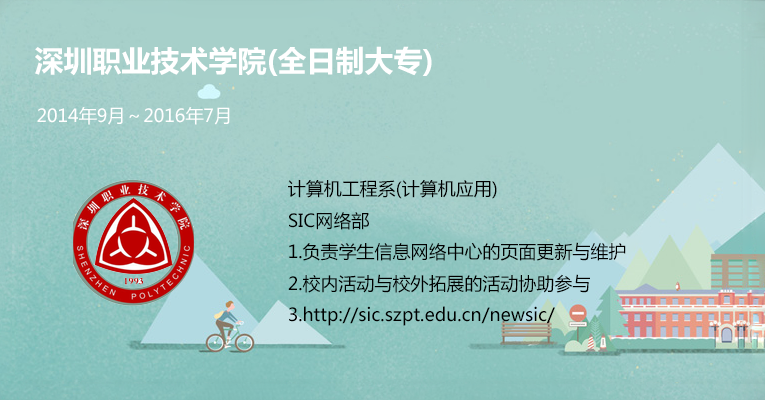 深圳职业技术学院(全日制大专)
2014年9月~2016年7月
深圳职业技术学院
SHENZHEN POLYTECHNIC
1993
计算机工程系(计算机应用)
SIC网络部
1.负责学生信息网络中心的页面更新与维护
2.校内活动与校外拓展的活动协助参与
3.http://sic.szpt.edu.cn/newsic/